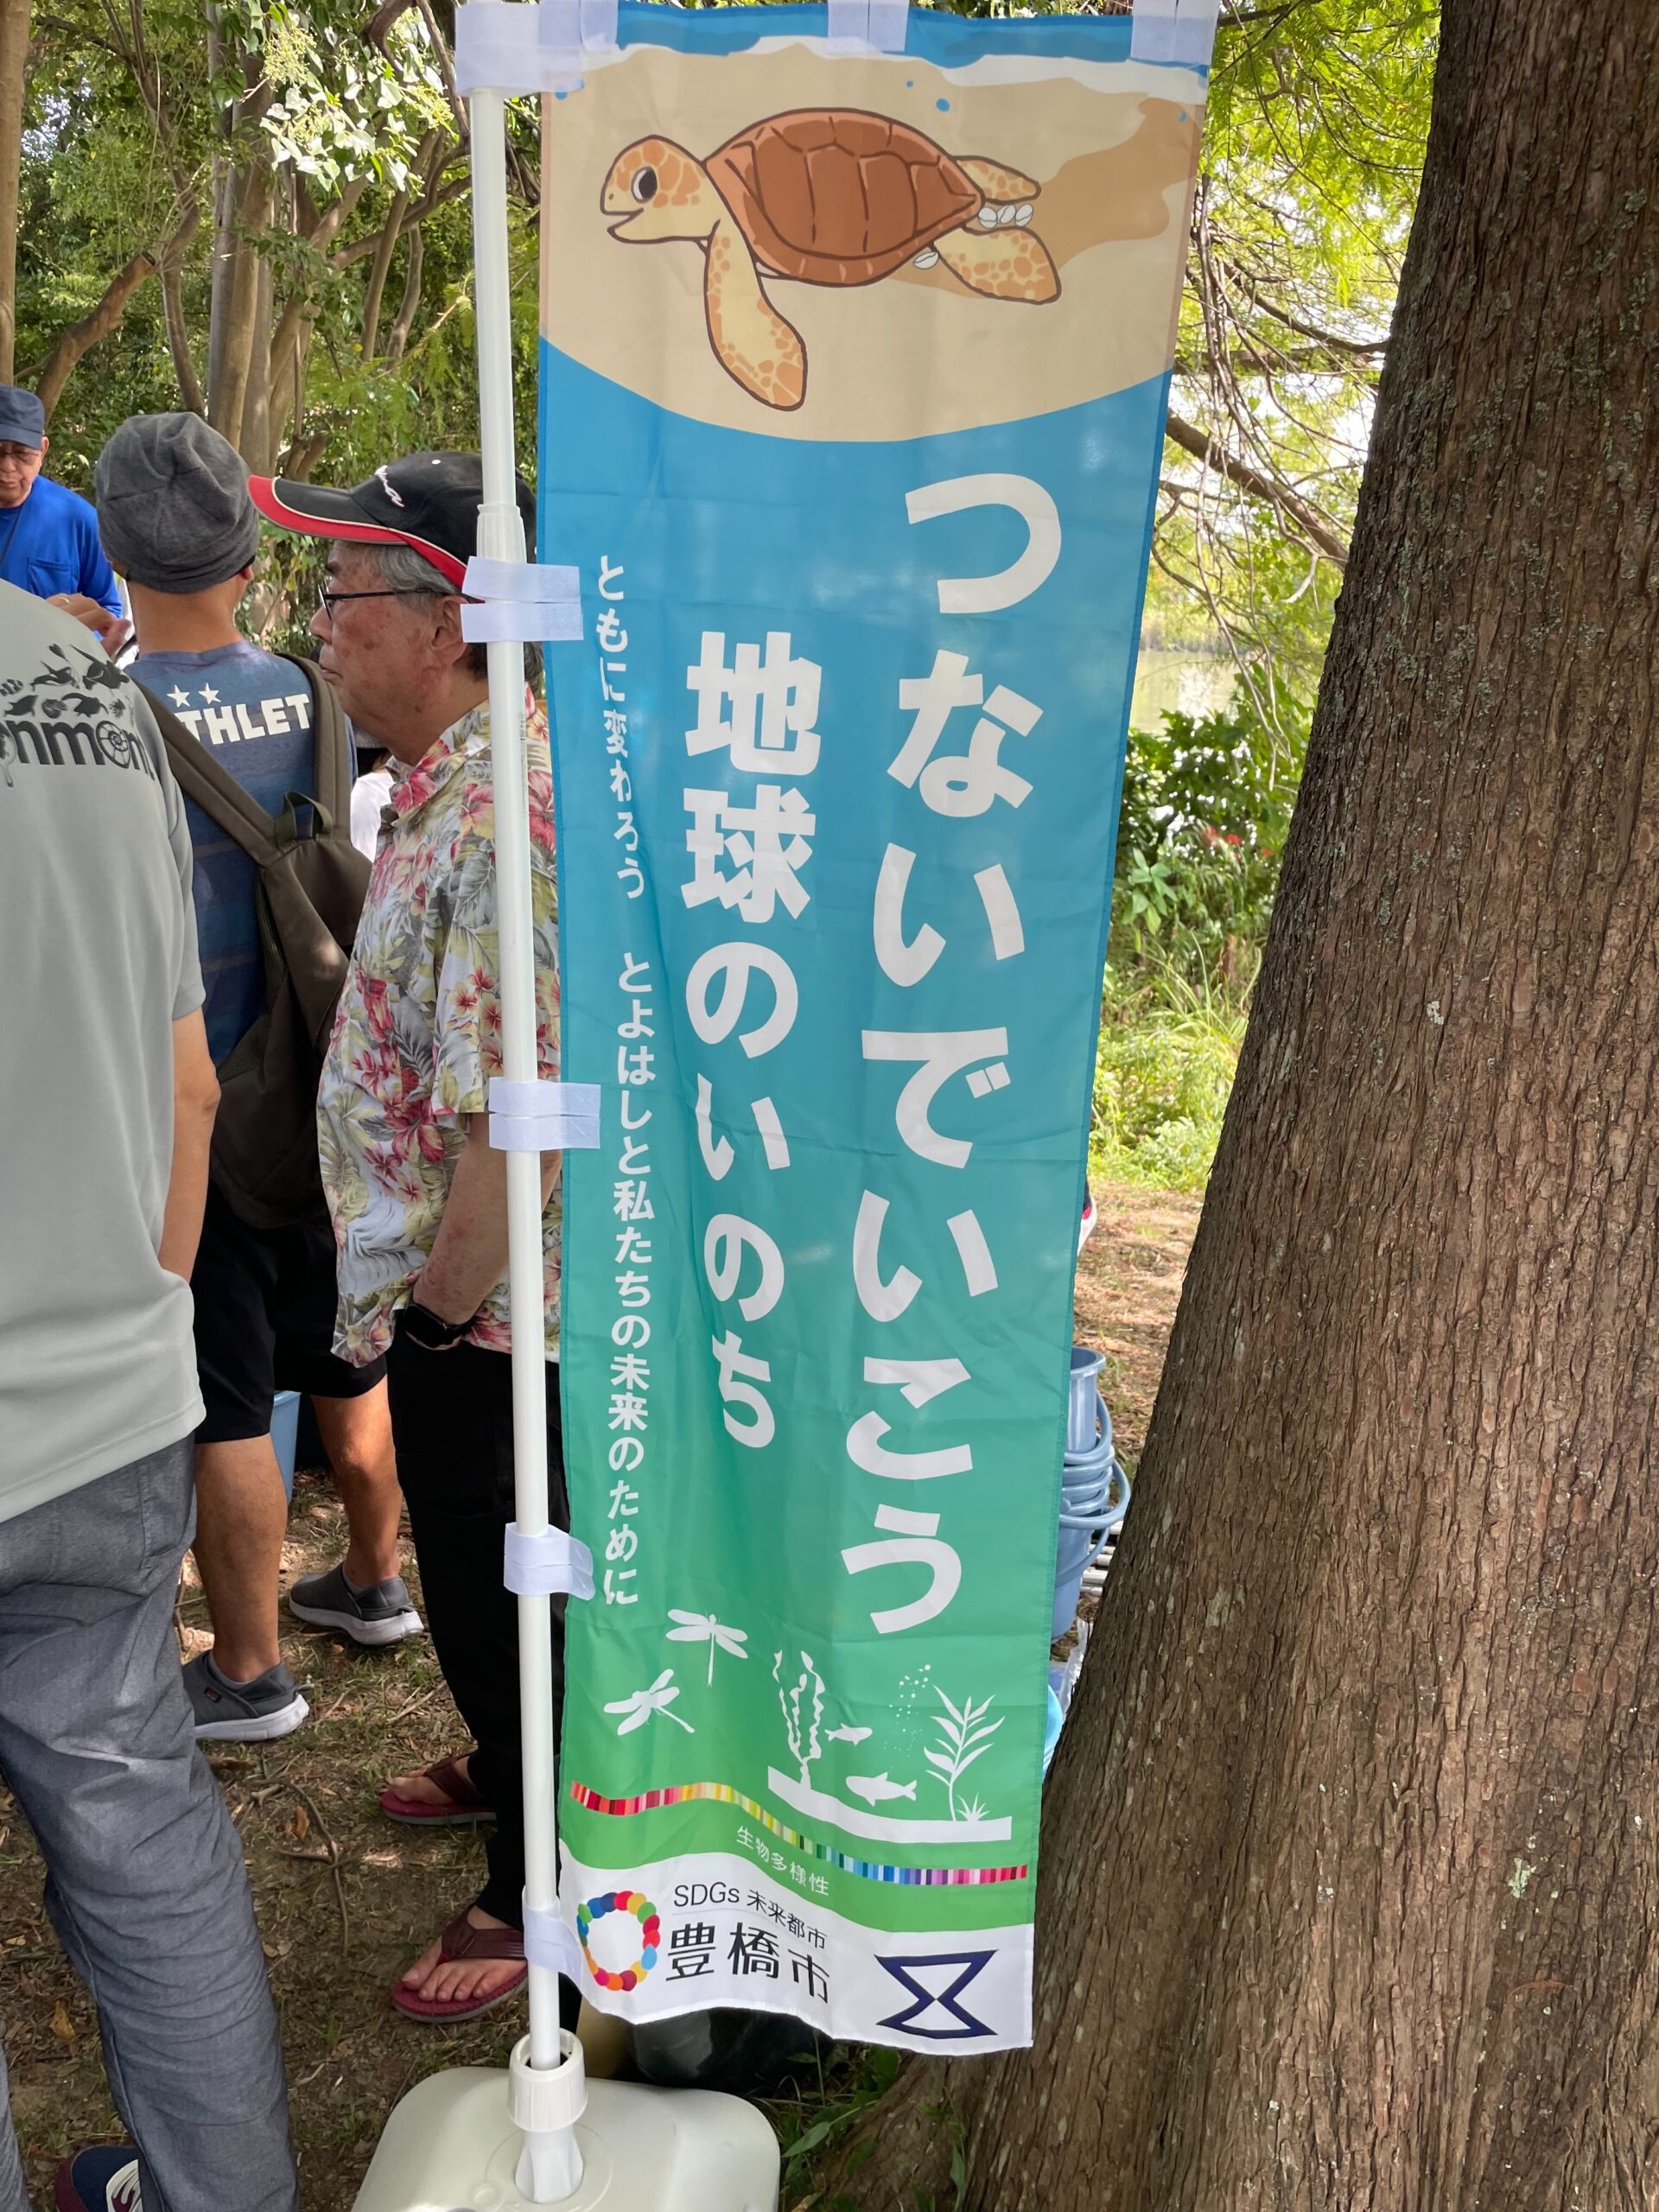 つないでいこう
地球のいのち
ともに変わろう とよはしと私たちの未来のために
生物多様性
SDGs 未来都市
豊橋市
THLET